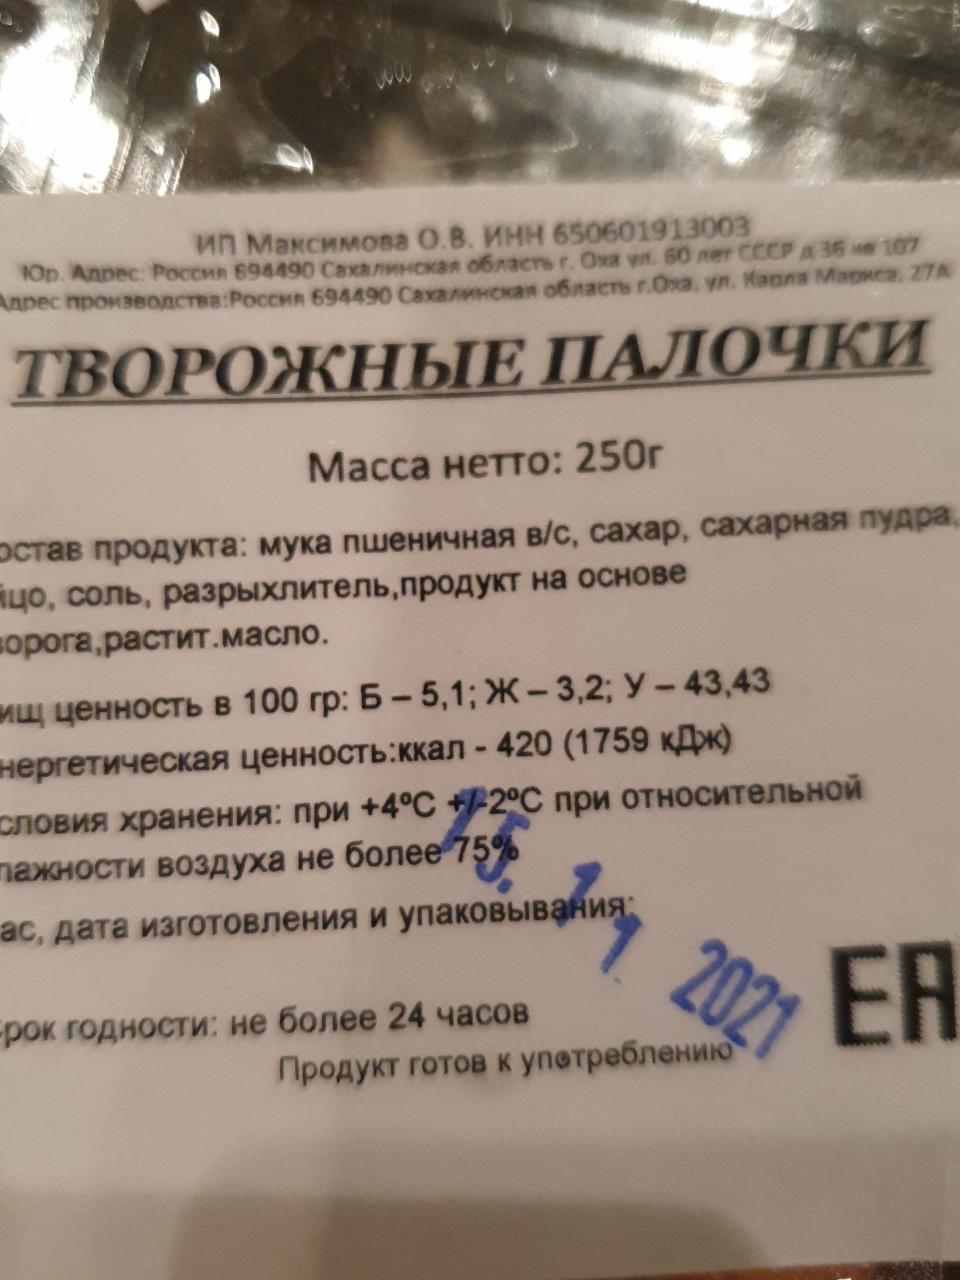 ИП Максимова О.В. ИНН 650601913003
Юр. Адрес: Россия 694490 Сахалинская область г. Оха ул. 60 лет СССР д 36 кв 107
Адрес производства:Россия 694490 Сахалинская область г.Оха, ул. Карла Маркса, 27А
ТВОРОЖНЫЕ ПАЛОЧКИ
Масса нетто: 250г
остав продукта: мука пшеничная в/с, сахар, сахарная пудра,
йцо, соль, разрыхлитель,продукт на основе
ворога,растит.масло.
ищ ценность в 100 гр: Б – 5,1; Ж – 3,2; У – 43,43
нергетическая ценность:ккал - 420 (1759 кДж)
словия хранения: при +4ºС +/-2ºС при относительной
лажности воздуха не более 75%
ас, дата изготовления и упаковывания:
15. 11 2021
рок годности: не более 24 часов
Продукт готов к употреблению
ЕА